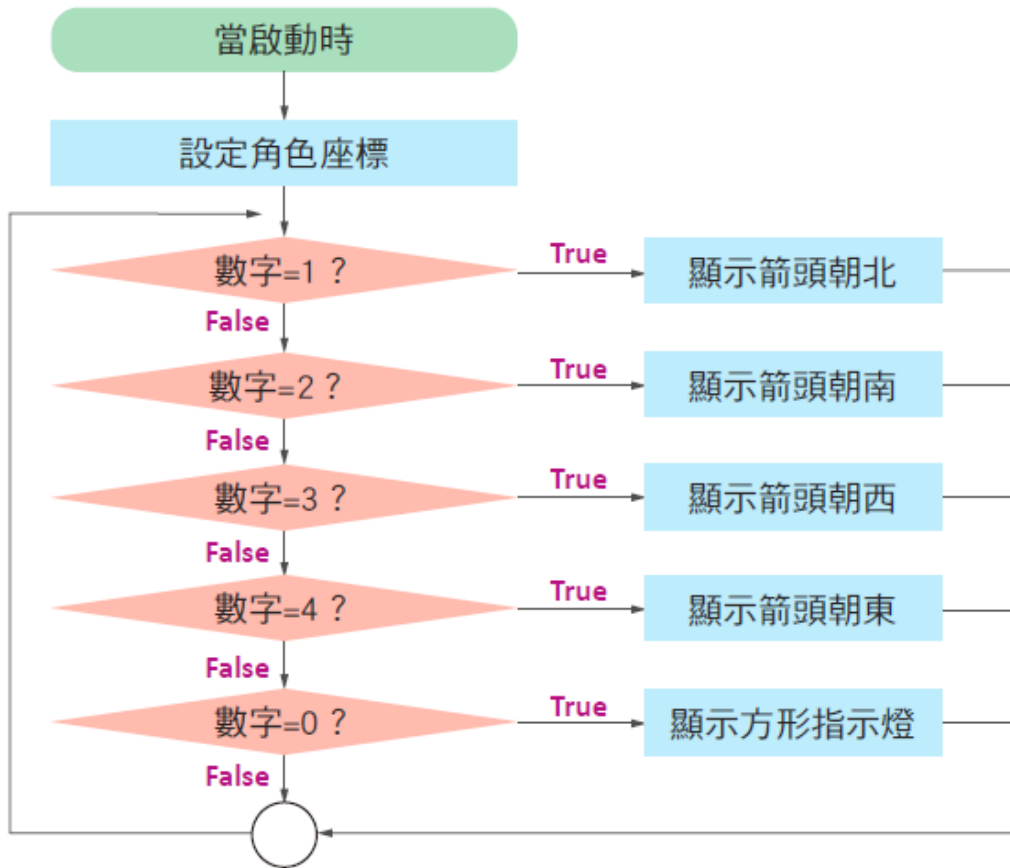 當啟動時
設定角色座標
數字=1？
True
顯示箭頭朝北
False
數字=2？
True
顯示箭頭朝南
False
數字=3？
True
顯示箭頭朝西
False
數字=4？
True
顯示箭頭朝東
False
數字=0？
True
顯示方形指示燈
False